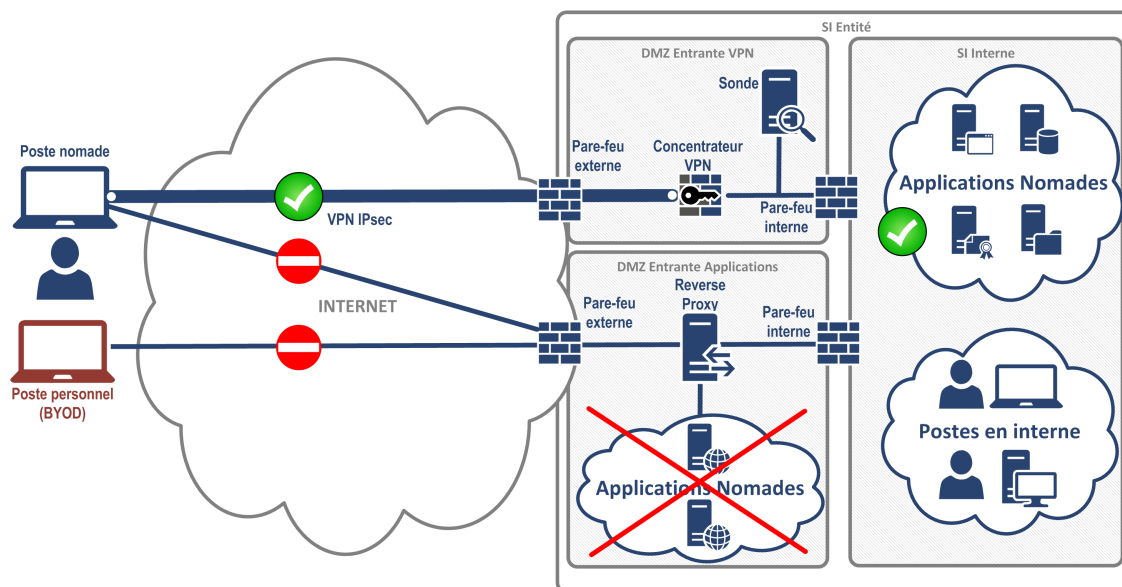 SI Entité
DMZ Entrante VPN
SI Interne
Sonde
Poste nomade
Pare-feu
externe
Concentrateur
VPN
Applications Nomades
VPN IPsec
Pare-feu
interne
DMZ Entrante Applications
INTERNET
Pare-feu
externe
Reverse
Proxy
Pare-feu
interne
Poste personnel
(BYOD)
Postes en interne
Applications Nomades